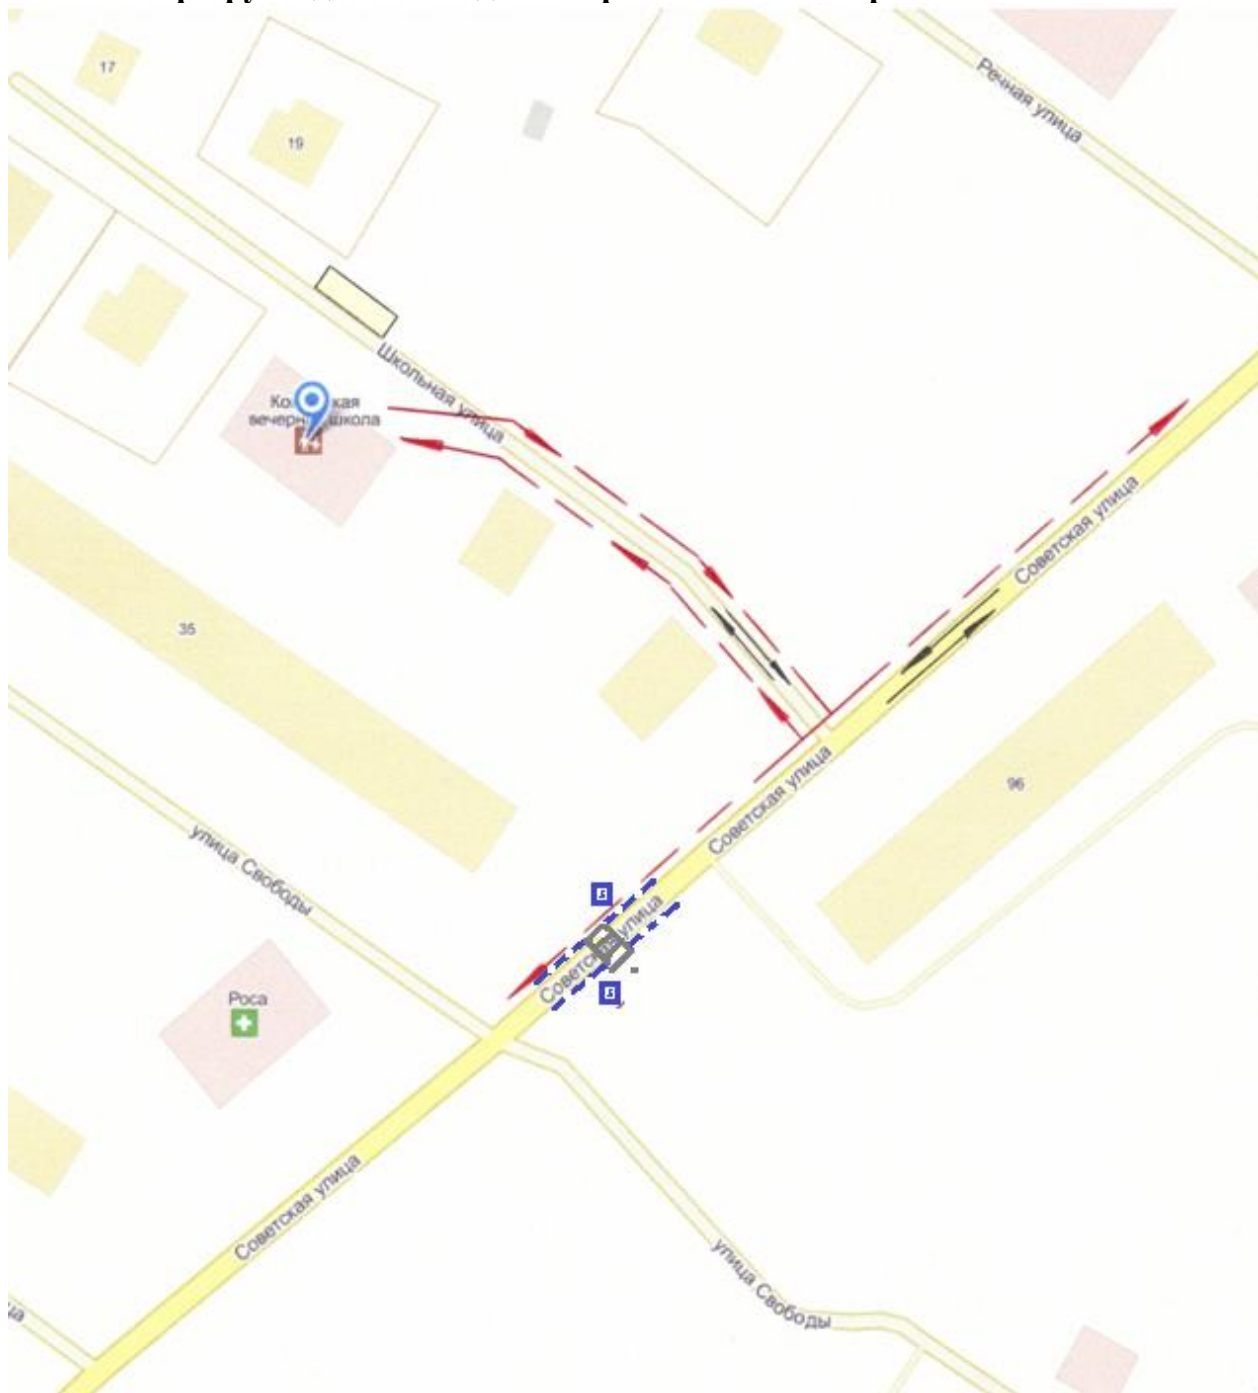 17
Речная улица
19
Школьная улица
вечерн школа
Советская улица
35
Советская улица
96
улица Свободы
Советская улица
Роса
Советская улица
улица Свободы